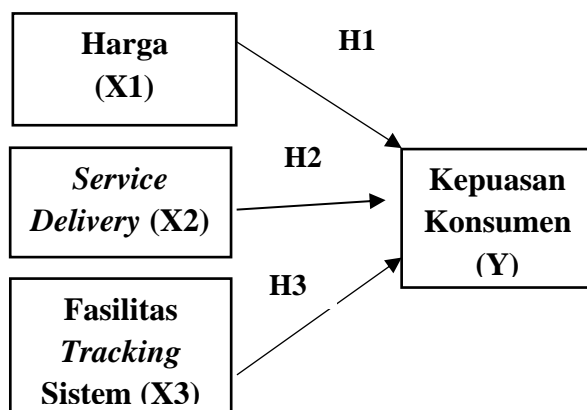 Harga
(X1)
H1
Service
Delivery (X2)
H2
Kepuasan
Konsumen
(Y)
H3
Fasilitas
Tracking
Sistem (X3)